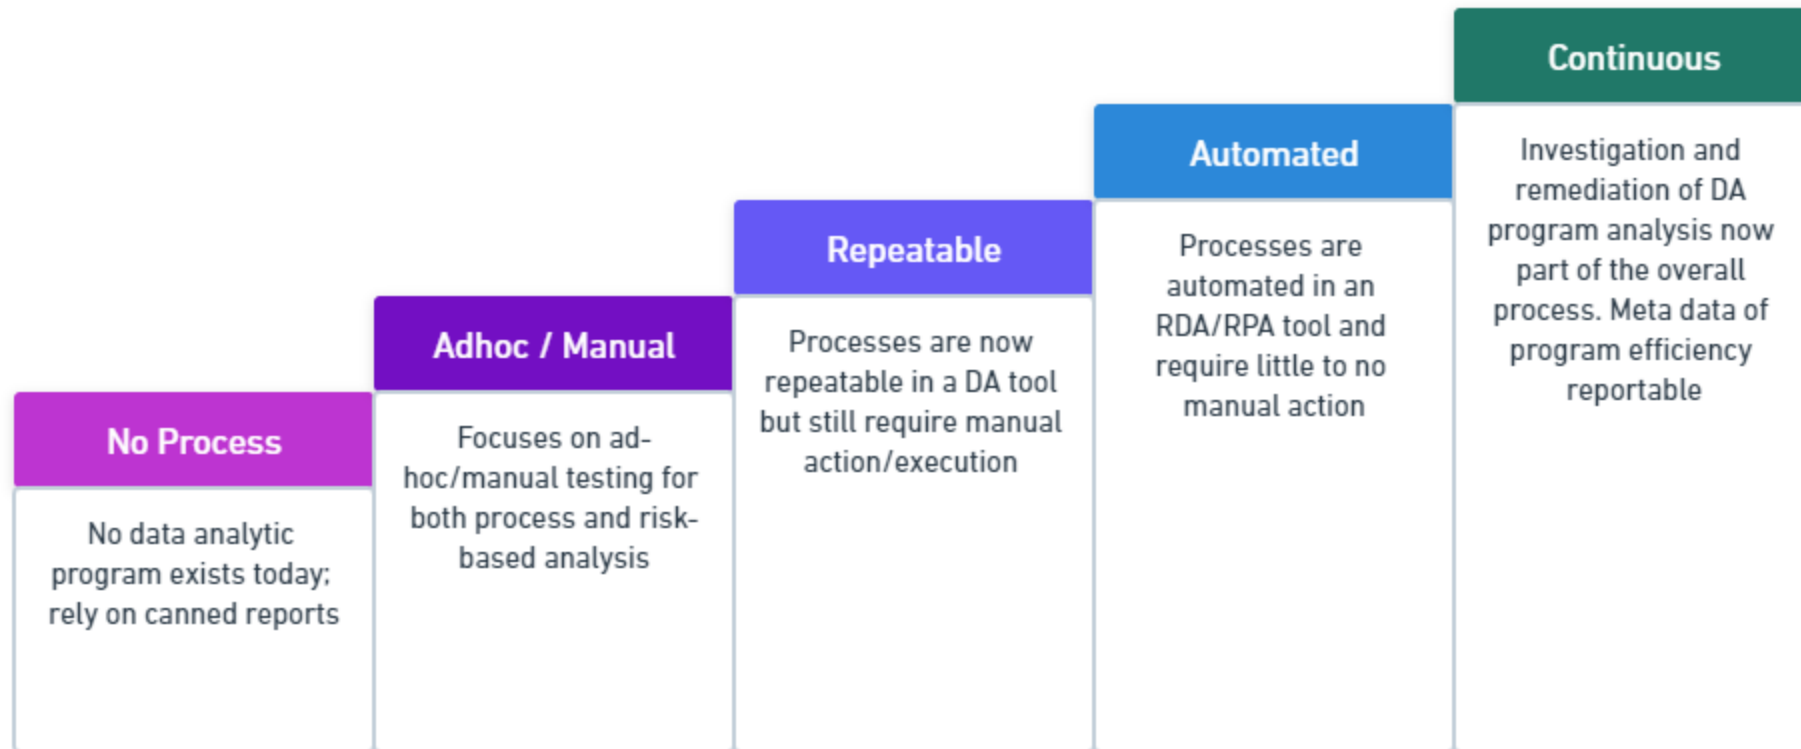 No Process
No data analytic
program exists today;
rely on canned reports
Adhoc / Manual
Focuses on ad-
hoc/manual testing for
both process and risk-
based analysis
Repeatable
Processes are now
repeatable in a DA tool
but still require manual
action/execution
Automated
Processes are
automated in an
RDA/RPA tool and
require little to no
manual action
Continuous
Investigation and
remediation of DA
program analysis now
part of the overall
process. Meta data of
program efficiency
reportable